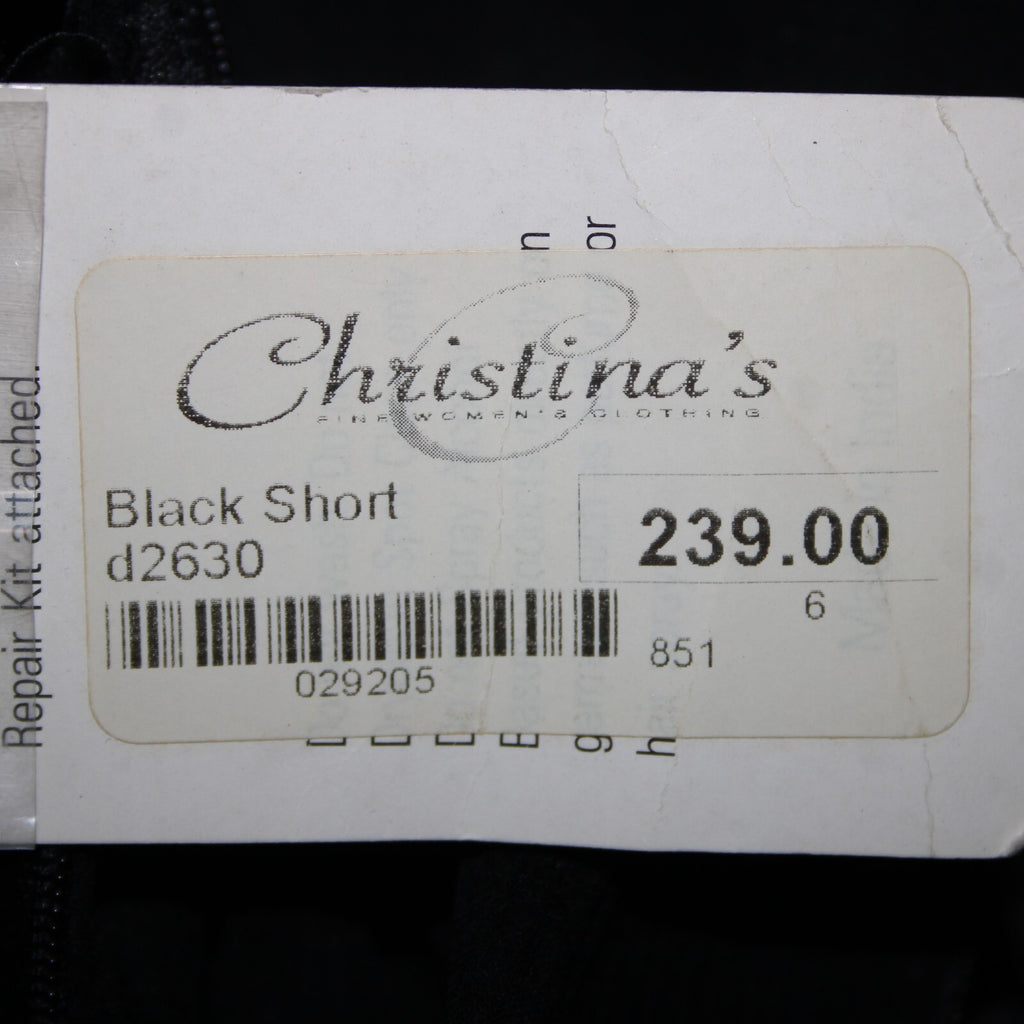 Christina's
FINE WOMEN'S CLOTHING
Black Short
d2630
239.00
6
851
029205
Repair Kit attached.